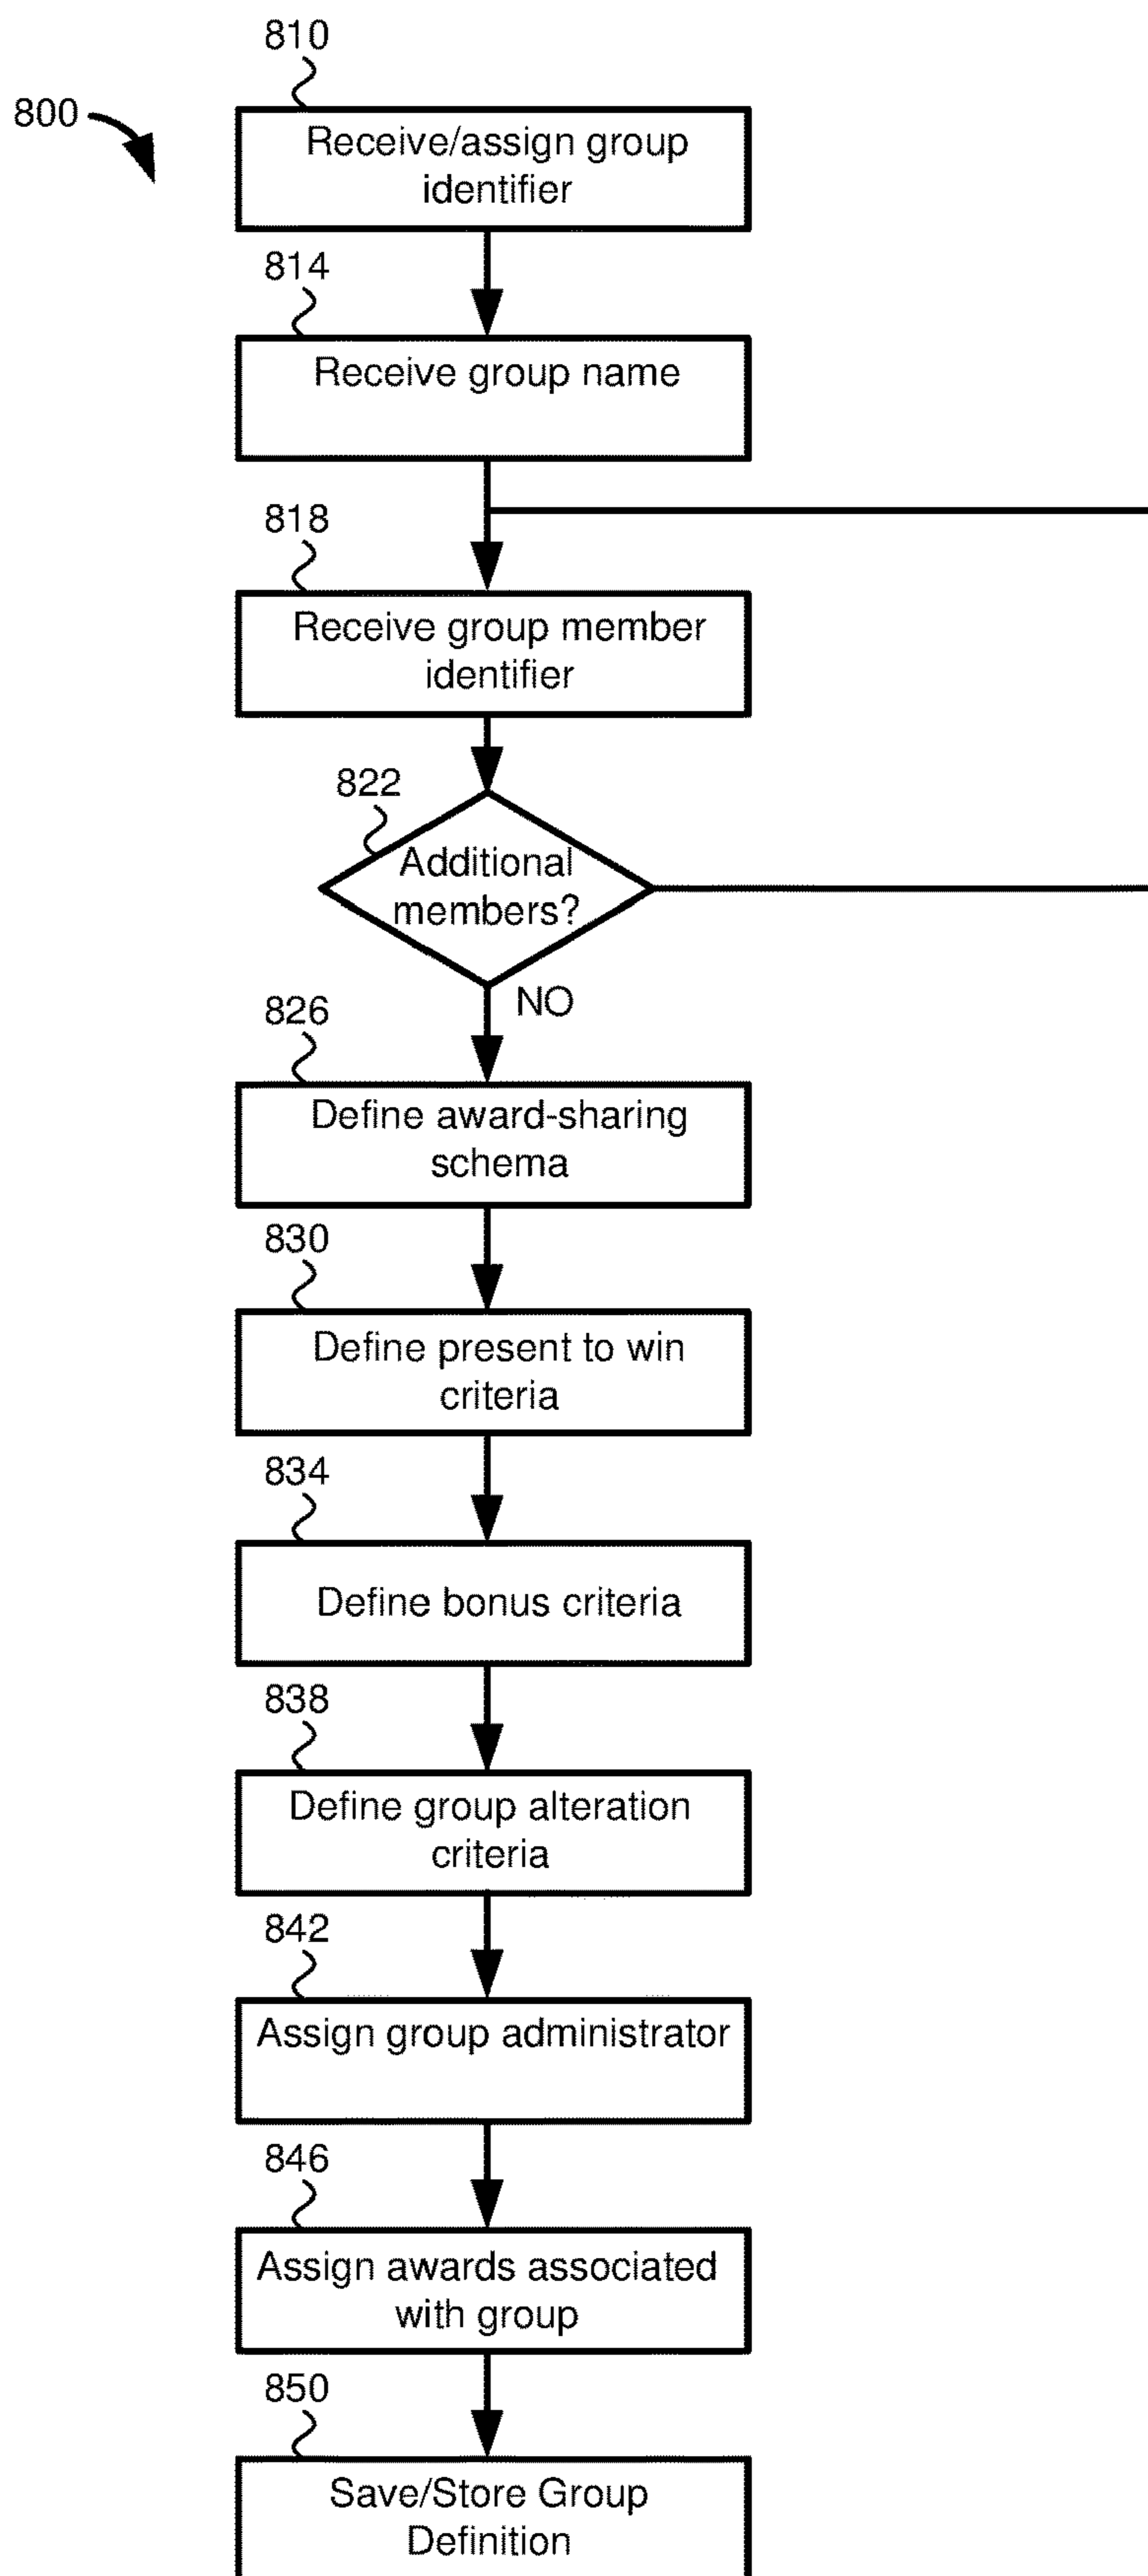 810
800
Receive/assign group
identifier
814
Receive group name
818
Receive group member
identifier
822
Additional
members?
NO
826
Define award-sharing
schema
830
Define present to win
criteria
834
Define bonus criteria
838
Define group alteration
criteria
842
Assign group administrator
846
Assign awards associated
with group
850
Save/Store Group
Definition